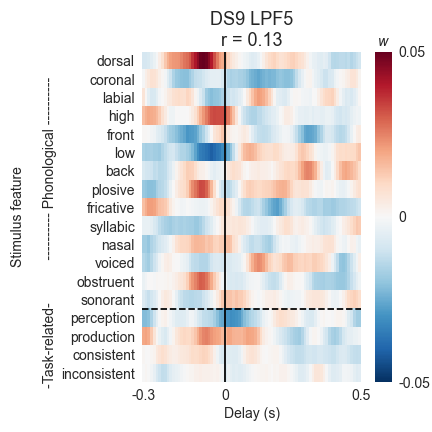 DS9 LPF5
r = 0.13
w
dorsal
coronal
labial
high
front
low
back
plosive
fricative
syllabic
nasal
voiced
obstruent
sonorant
perception
production
consistent
inconsistent
Stimulus feature
---------- Phonological ----------
-Task-related-
-0.3
0
0.5
Delay (s)
0.05
0
-0.05